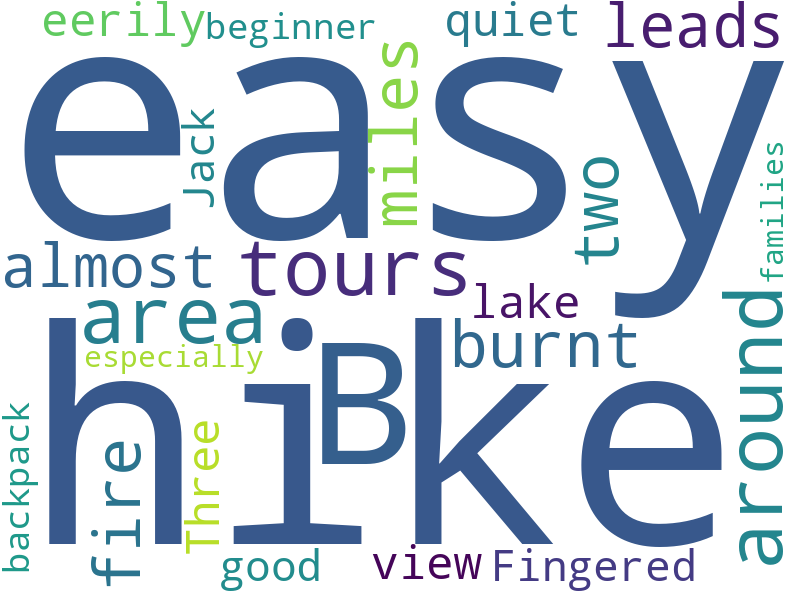 eerily
beginner
quiet
leads
easy
miles
Jack
two
families
almost
tours
lake
area
burnt
around
especially
hike
B
backpack
fire
Three
good
view
Fingered